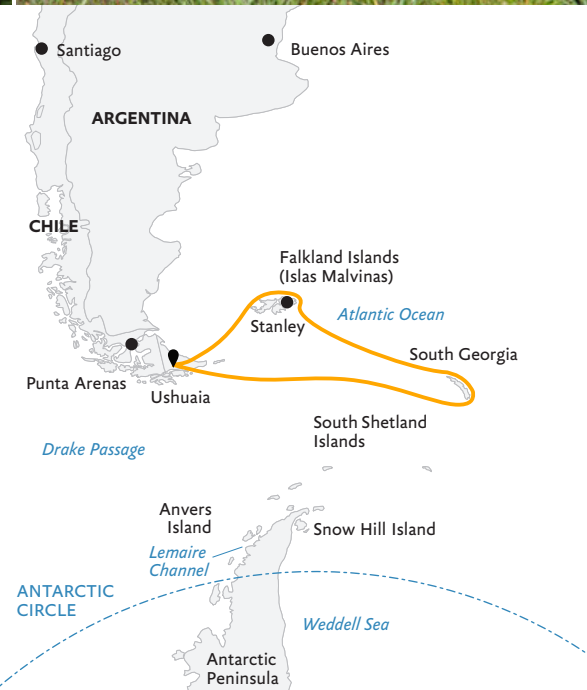 Santiago
Buenos Aires
ARGENTINA
CHILE
Falkland Islands
(Islas Malvinas)
Atlantic Ocean
Stanley
South Georgia
Punta Arenas
Ushuaia
South Shetland
Islands
Drake Passage
Anvers
Island
Snow Hill Island
Lemaire
Channel
ANTARCTIC
CIRCLE
Weddell Sea
Antarctic
Peninsula